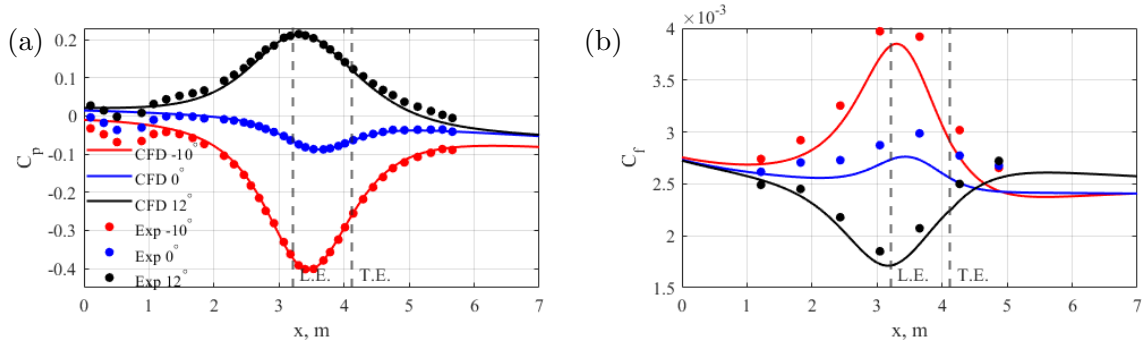 (a)
0.2
0.1
0
-0.1
-0.2
-0.3
-0.4
C_p
CFD -10°
CFD 0°
CFD 12°
Exp -10°
Exp 0°
Exp 12°
L.E. T.E.
0 1 2 3 4 5 6 7
x, m
(b)
×10⁻³
4
3.5
3
2.5
2
1.5
C_f
L.E. T.E.
0 1 2 3 4 5 6 7
x, m